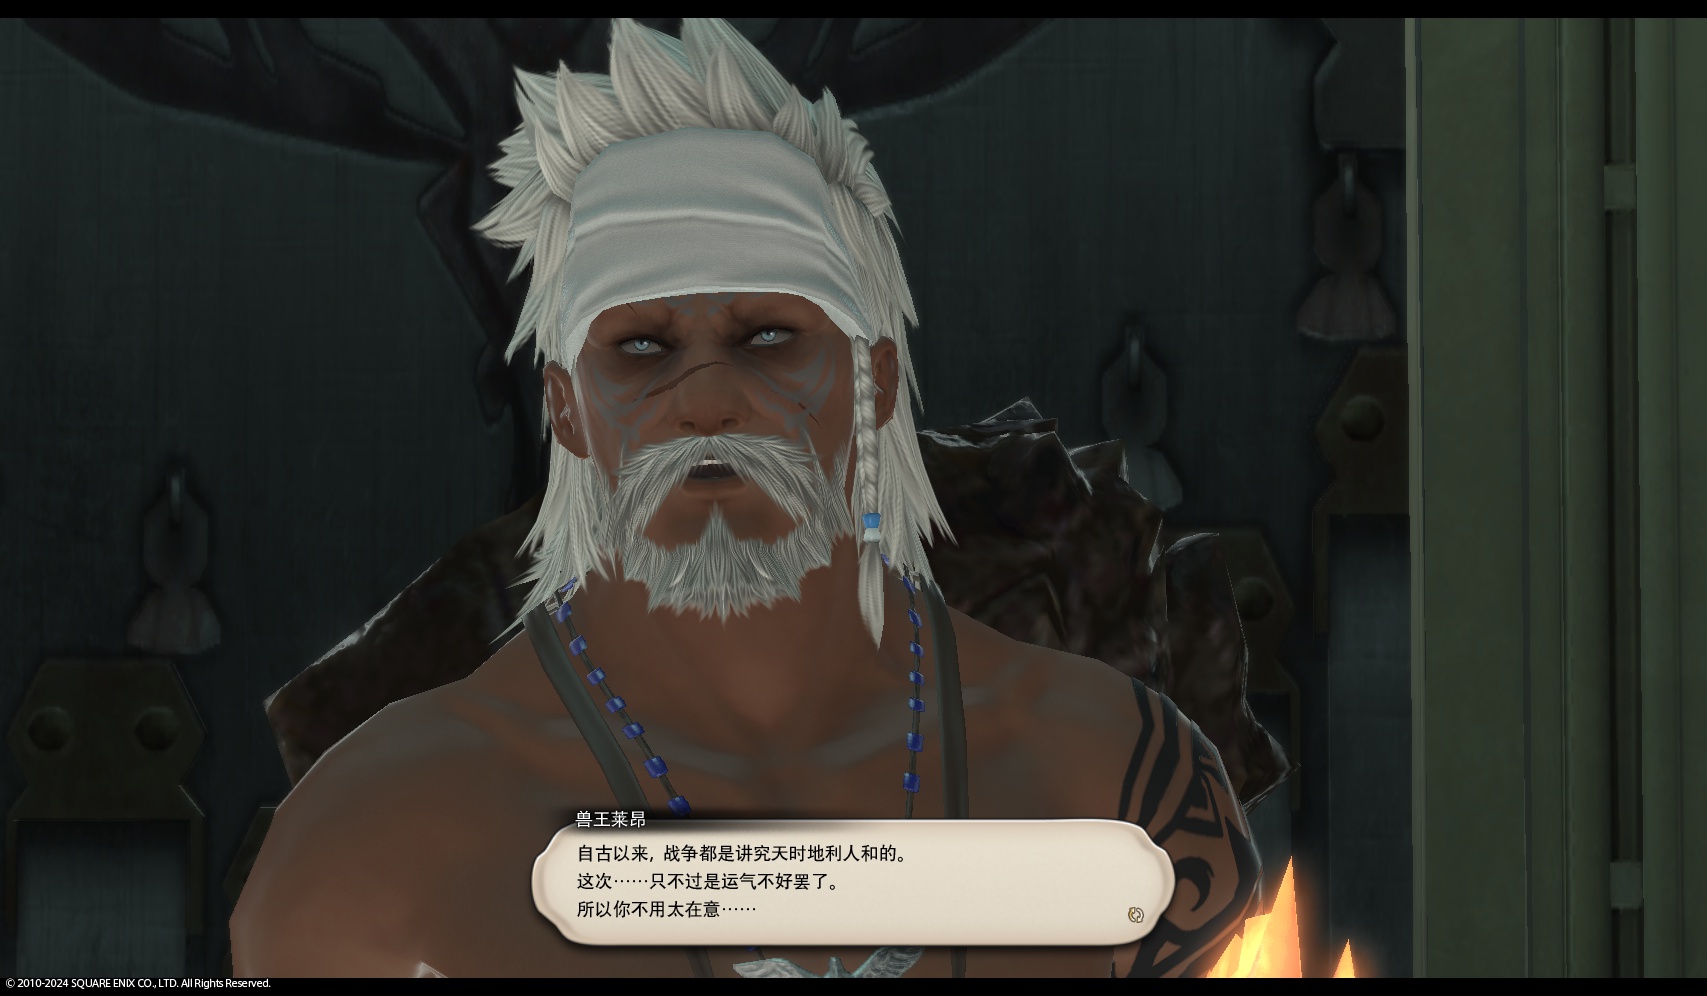 兽王莱昂
自古以来，战争都是讲究天时地利人和的。
这次……只不过是运气不好罢了。
所以你不用太在意……
© 2010-2024 SQUARE ENIX CO., LTD. All Rights Reserved.